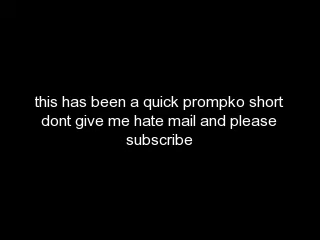 this has been a quick prompko short
dont give me hate mail and please
subscribe